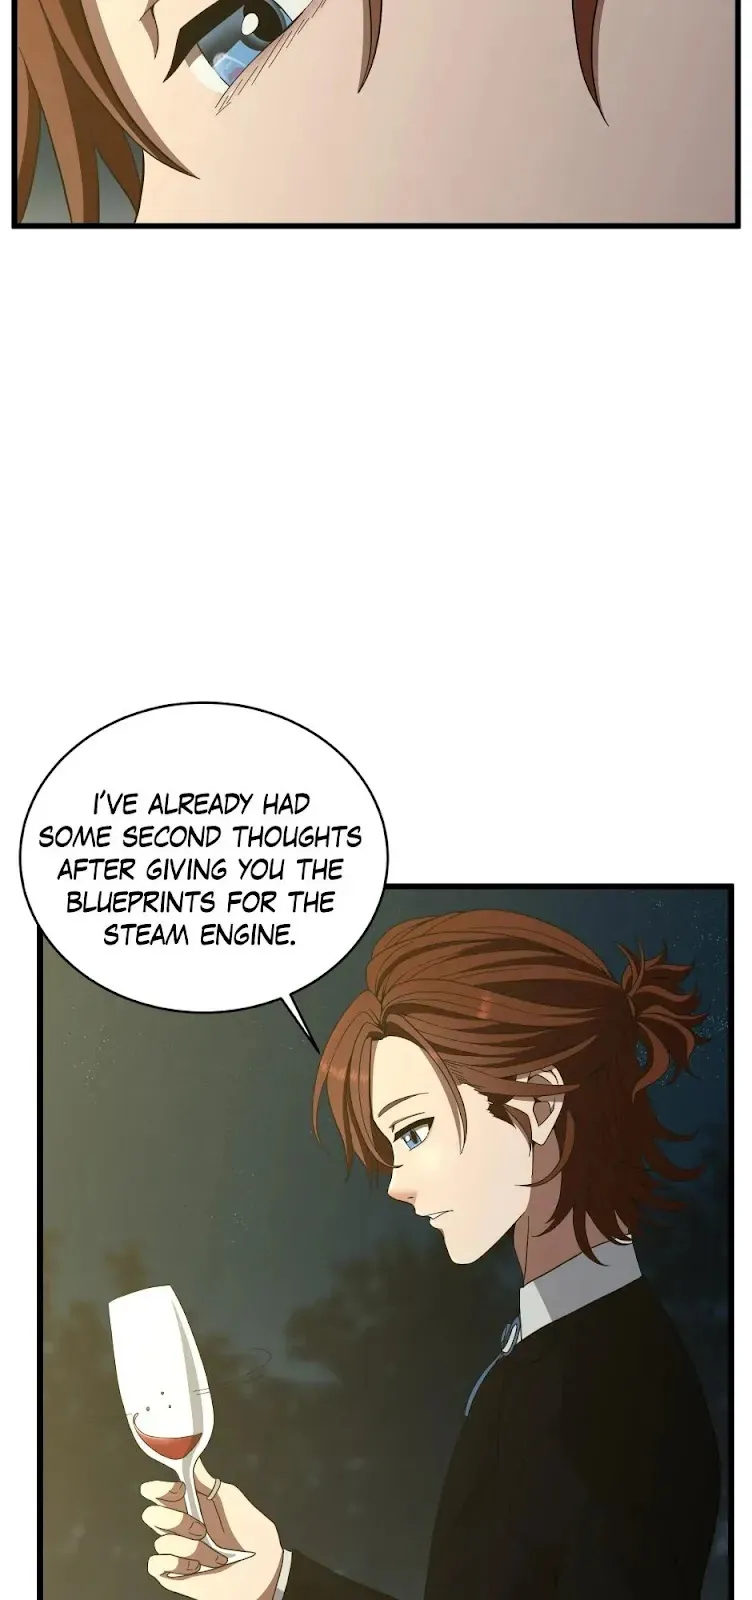 I'VE ALREADY HAD
SOME SECOND THOUGHTS
AFTER GIVING YOU THE
BLUEPRINTS FOR THE
STEAM ENGINE.